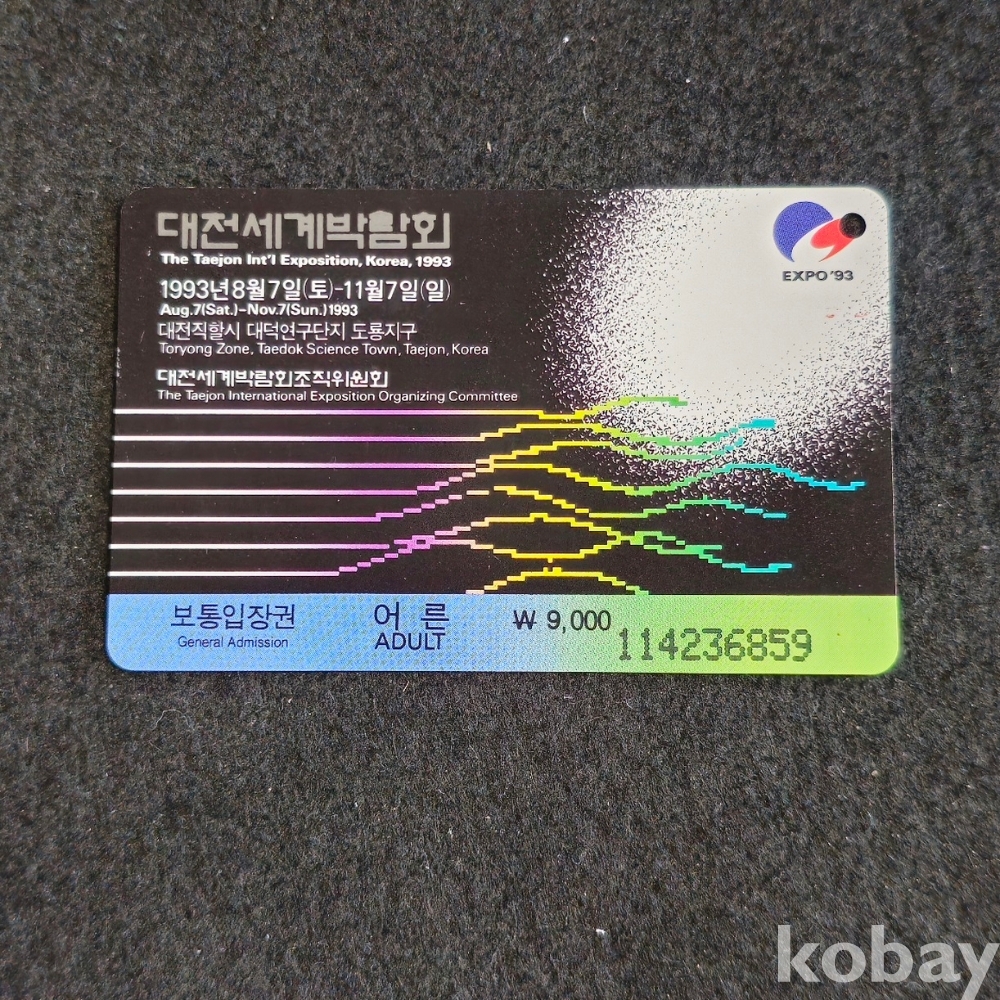 대전세계박람회
The Taejon Int'l Exposition, Korea, 1993
1993년8월7일(토)-11월7일(일)
Aug.7(Sat.)-Nov.7(Sun.)1993
대전직할시 대덕연구단지 도룡지구
Toryong Zone, Taedok Science Town, Taejon, Korea
대전세계박람회조직위원회
The Taejon International Exposition Organizing Committee
EXPO '93
보통입장권 어른 ₩ 9,000
General Admission ADULT 114236859
kobay